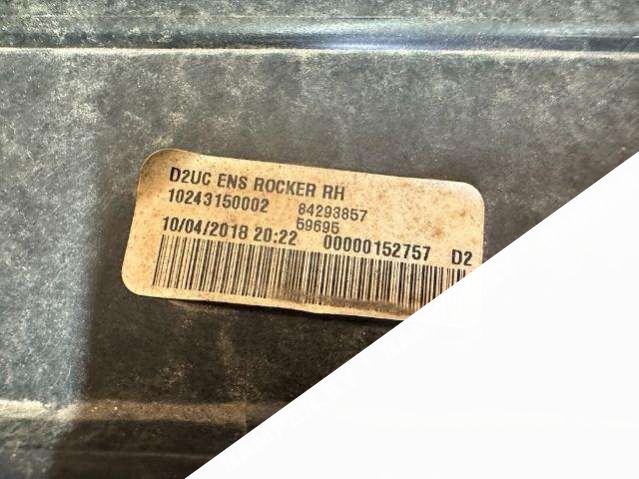 D2UC ENS ROCKER RH
10243150002 84293857
59695
10/04/2018 20:22 00000152757 D2